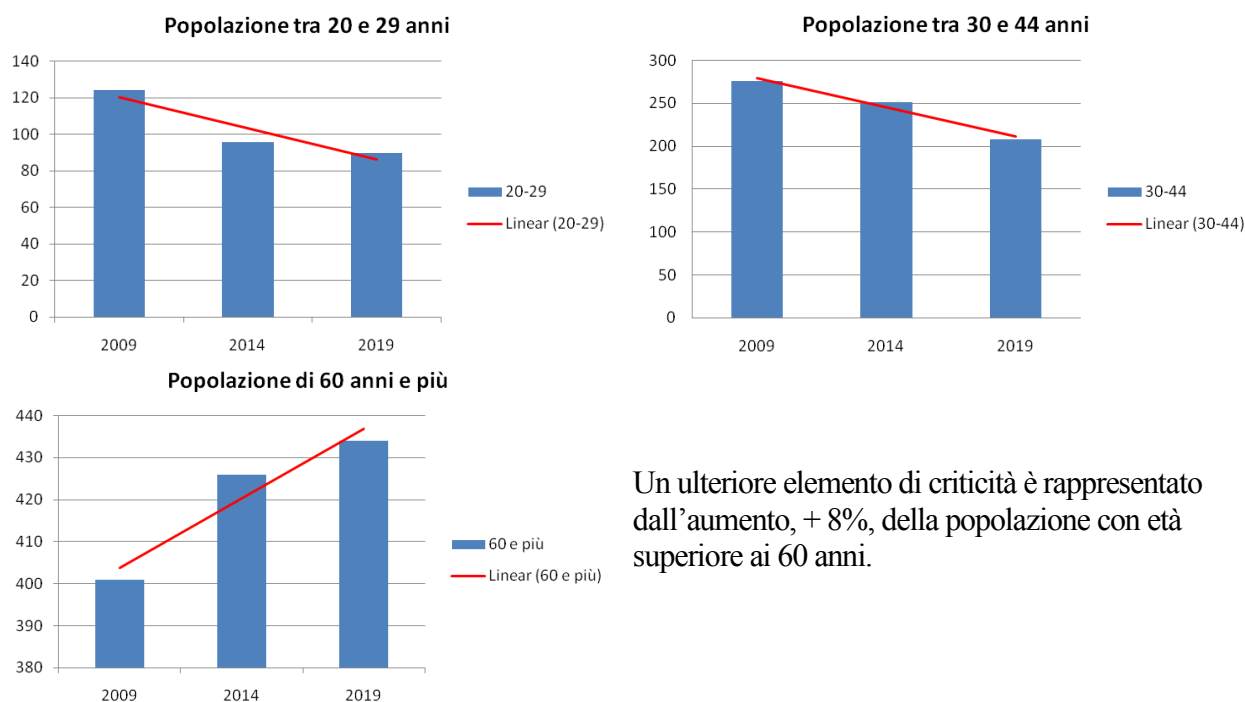 Popolazione tra 20 e 29 anni
140
120
100
80
60
40
20
0
2009 2014 2019
20-29
Linear (20-29)
Popolazione tra 30 e 44 anni
300
250
200
150
100
50
0
2009 2014 2019
30-44
Linear (30-44)
Popolazione di 60 anni e più
440
430
420
410
400
390
380
2009 2014 2019
60 e più
Linear (60 e più)
Un ulteriore elemento di criticità è rappresentato
dall’aumento, + 8%, della popolazione con età
superiore ai 60 anni.